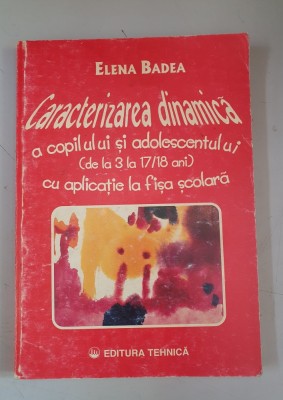 ELENA BADEA
Caracterizarea dinamică
a copilului și adolescentului
(de la 3 la 17/18 ani)
cu aplicație la fișa școlară
EDITURA TEHNICĂ